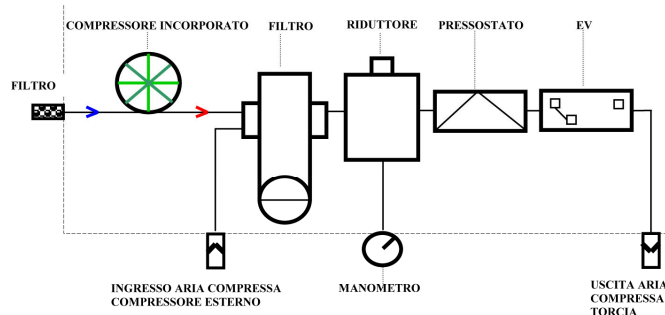 COMPRESSORE INCORPORATO
FILTRO
RIDUTTORE
PRESSOSTATO
EV
FILTRO
INGRESSO ARIA COMPRESSA
COMPRESSORE ESTERNO
MANOMETRO
USCITA ARIA
COMPRESSA
TORCIA